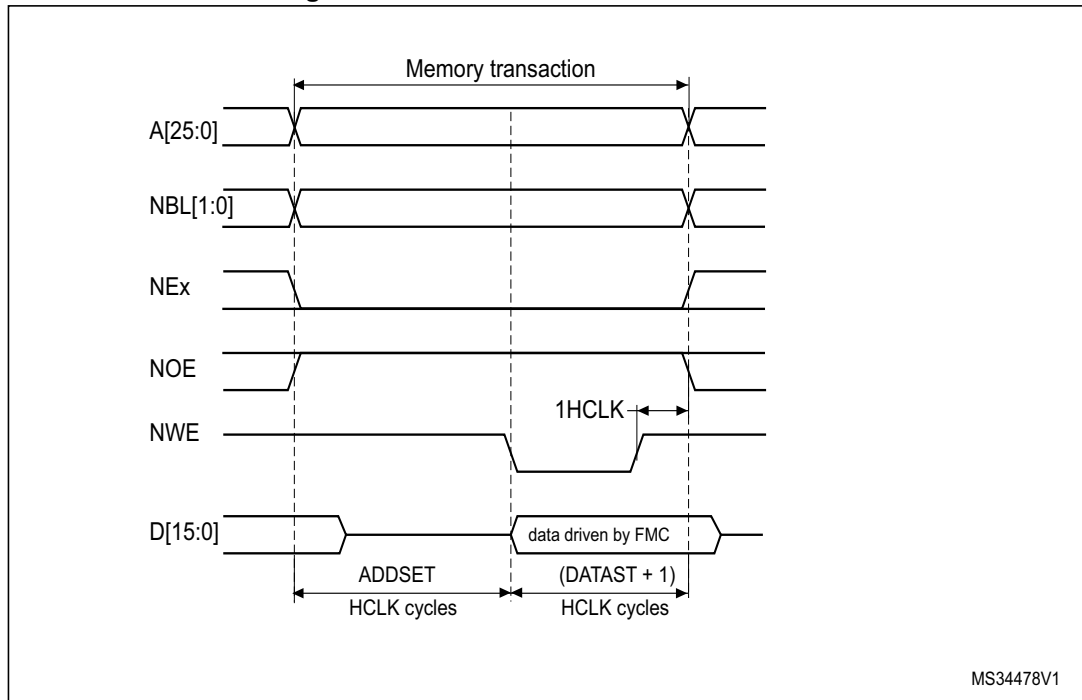 Memory transaction
A[25:0]
NBL[1:0]
NEx
NOE
1HCLK
NWE
D[15:0]
data driven by FMC
ADDSET
(DATAST + 1)
HCLK cycles
HCLK cycles
MS34478V1